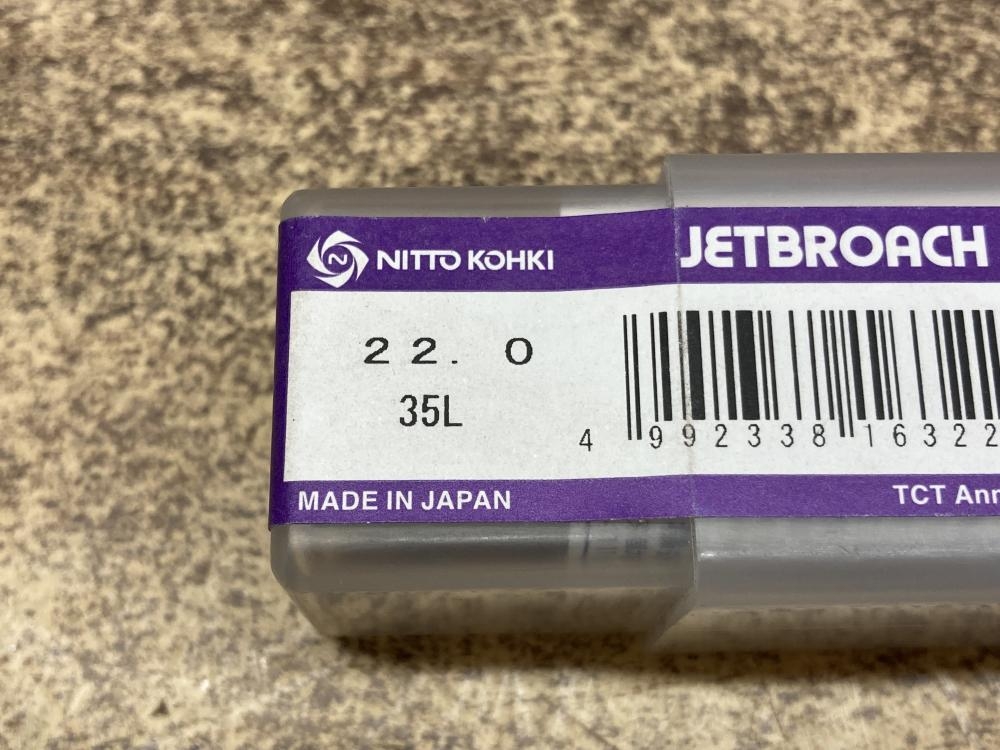 NITTO KOHKI
JETBROACH
22.0
35L
4 992338 16322
MADE IN JAPAN
TCT Ann